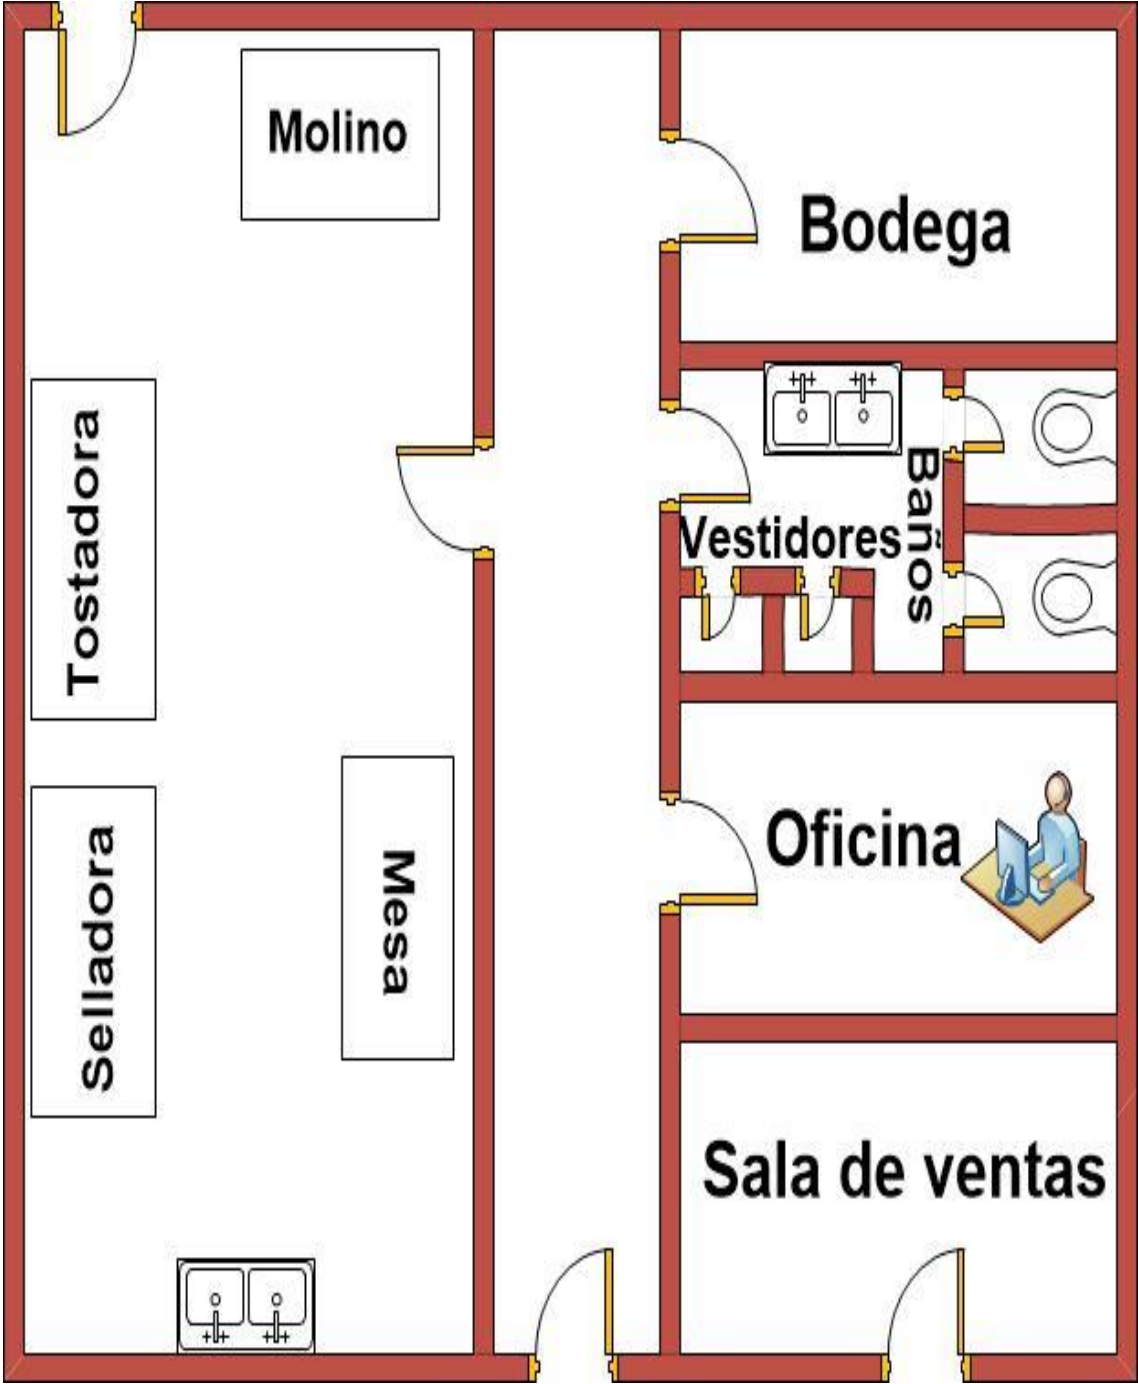 Molino
Bodega
Tostadora
Vestidores
Baños
Selladora
Mesa
Oficina
Sala de ventas